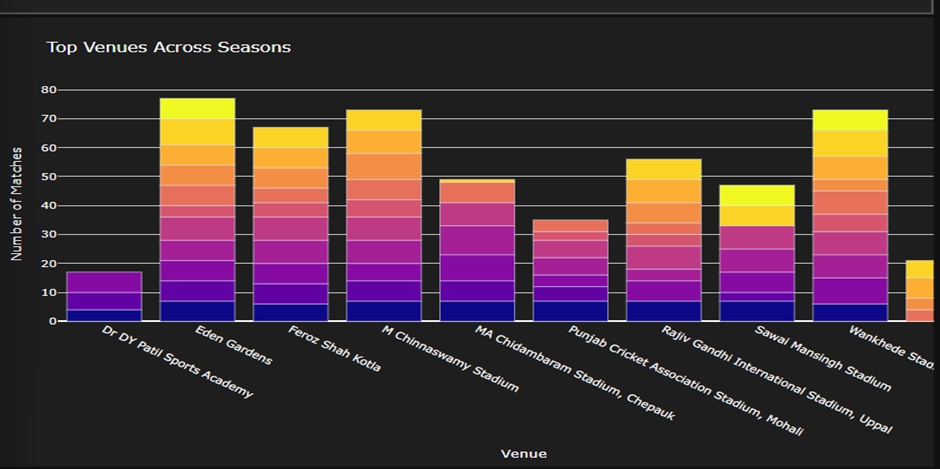 Top Venues Across Seasons
Number of Matches
80
70
60
50
40
30
20
10
0
Dr DY Patil Sports Academy
Eden Gardens
Feroz Shah Kotla
M Chinnaswamy Stadium
MA Chidambaram Stadium, Chepauk
Punjab Cricket Association Stadium, Mohali
Rajiv Gandhi International Stadium, Uppal
Sawai Mansingh Stadium
Wankhede Stad
Venue